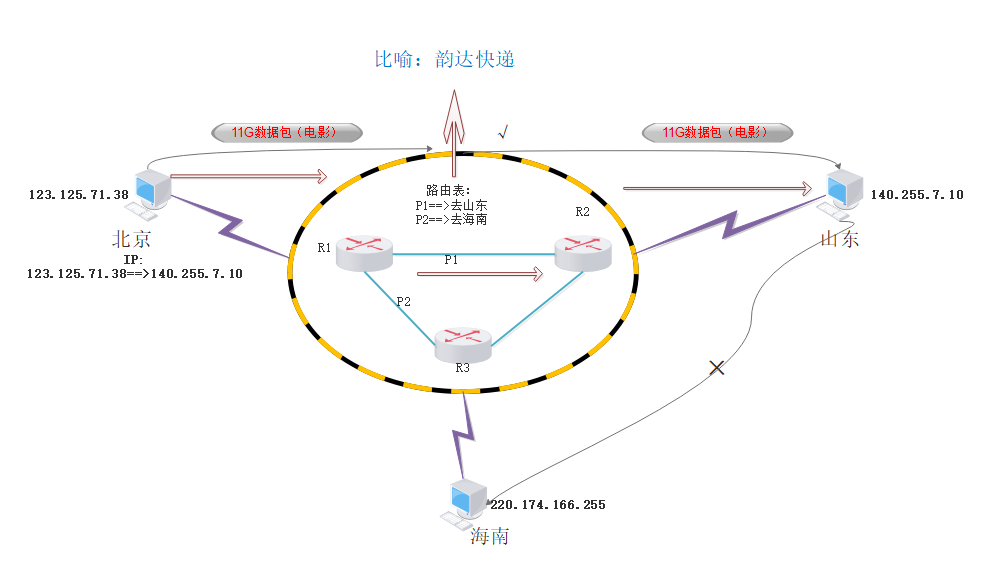 比喻: 韵达快递
11G数据包（电影）
√
11G数据包（电影）
123.125.71.38
路由表:
P1==>去山东
P2==>去海南
R2
140.255.7.10
北京
山东
R1
IP:
123.125.71.38==>140.255.7.10
P1
P2
R3
220.174.166.255
海南